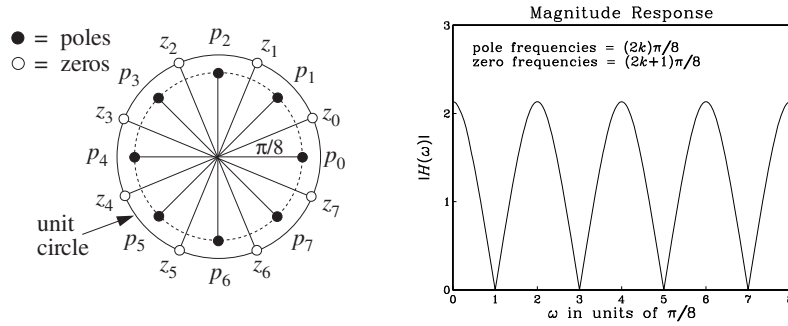 ● = poles
○ = zeros
z2
p2
z1
p3
p1
z3
z0
π/8
p4
p0
z4
z7
unit
circle
p5
p7
z5
p6
z6
Magnitude Response
3
pole frequencies = (2k)π/8
zero frequencies = (2k+1)π/8
2
|H(ω)|
1
0
0 1 2 3 4 5 6 7 8
ω in units of π/8